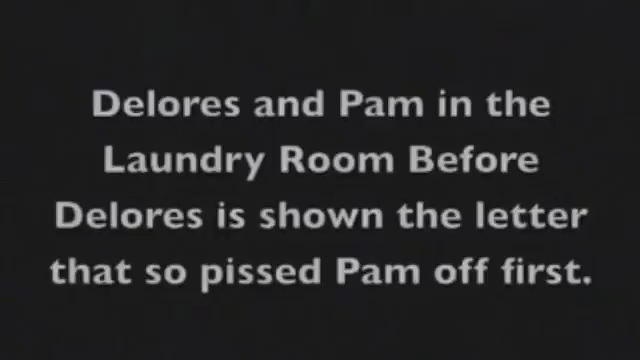 Delores and Pam in the
Laundry Room Before
Delores is shown the letter
that so pissed Pam off first.